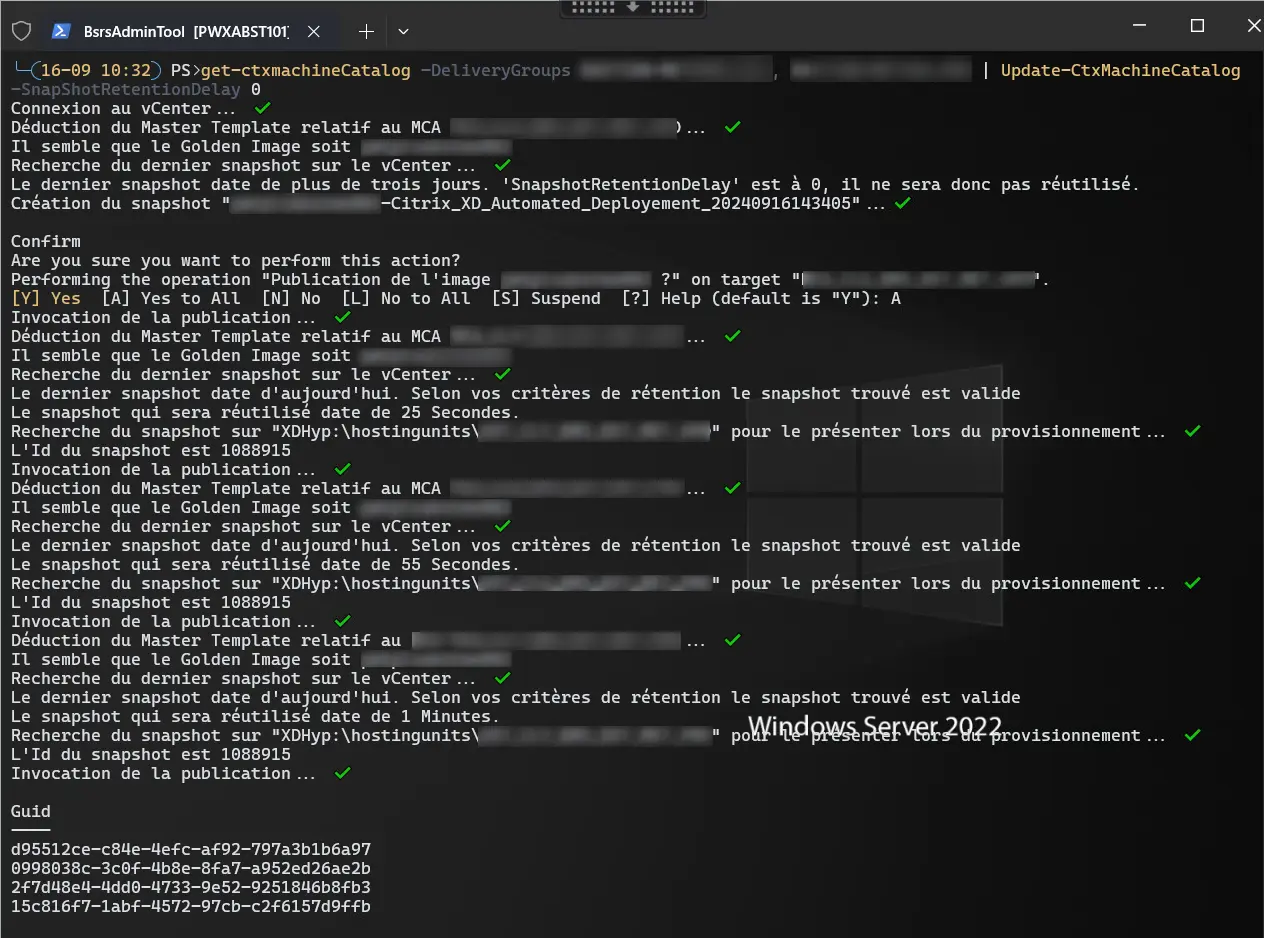 BsrsAdminTool [PWXABST101]
(16-09 10:32) PS>get-ctxmachineCatalog -DeliveryGroups , | Update-CtxMachineCatalog
-SnapShotRetentionDelay 0
Connexion au vCenter... ✓
Déduction du Master Template relatif au MCA ... ✓
Il semble que le Golden Image soit
Recherche du dernier snapshot sur le vCenter... ✓
Le dernier snapshot date de plus de trois jours. 'SnapshotRetentionDelay' est à 0, il ne sera donc pas réutilisé.
Création du snapshot "-Citrix_XD_Automated_Deployement_20240916143405"... ✓
Confirm
Are you sure you want to perform this action?
Performing the operation "Publication de l'image ?" on target "".
[Y] Yes [A] Yes to All [N] No [L] No to All [S] Suspend [?] Help (default is "Y"): A
Invocation de la publication... ✓
Déduction du Master Template relatif au MCA ... ✓
Il semble que le Golden Image soit
Recherche du dernier snapshot sur le vCenter... ✓
Le dernier snapshot date d'aujourd'hui. Selon vos critères de rétention le snapshot trouvé est valide
Le snapshot qui sera réutilisé date de 25 Secondes.
Recherche du snapshot sur "XDHyp:\hostingunits\" pour le présenter lors du provisionnement... ✓
L'Id du snapshot est 1088915
Invocation de la publication... ✓
Déduction du Master Template relatif au MCA ... ✓
Il semble que le Golden Image soit
Recherche du dernier snapshot sur le vCenter... ✓
Le dernier snapshot date d'aujourd'hui. Selon vos critères de rétention le snapshot trouvé est valide
Le snapshot qui sera réutilisé date de 55 Secondes.
Recherche du snapshot sur "XDHyp:\hostingunits\" pour le présenter lors du provisionnement... ✓
L'Id du snapshot est 1088915
Invocation de la publication... ✓
Déduction du Master Template relatif au ... ✓
Il semble que le Golden Image soit
Recherche du dernier snapshot sur le vCenter... ✓
Le dernier snapshot date d'aujourd'hui. Selon vos critères de rétention le snapshot trouvé est valide
Le snapshot qui sera réutilisé date de 1 Minutes.
Windows Server 2022
Recherche du snapshot sur "XDHyp:\hostingunits\" pour le présenter lors du provisionnement... ✓
L'Id du snapshot est 1088915
Invocation de la publication... ✓
Guid
----
d95512ce-c84e-4efc-af92-797a3b1b6a97
0998038c-3c0f-4b8e-8fa7-a952ed26ae2b
2f7d48e4-4dd0-4733-9e52-9251846b8fb3
15c816f7-1abf-4572-97cb-c2f6157d9ffb